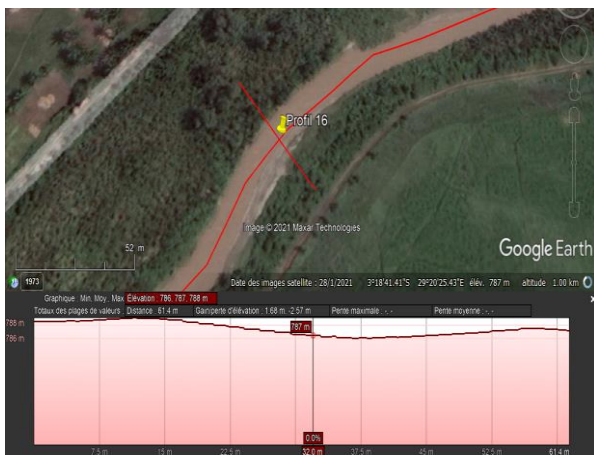 Profil 16
Image © 2021 Maxar Technologies
52 m
Google Earth
1973
Date des images satellite : 28/1/2021 3°18'41.41"S 29°20'25.43"E élév. 787 m altitude 1.00 km
Graphique : Min, Moy, Max Élévation : 786, 787, 788 m
Totaux des plages de valeurs : Distance : 61.4 m Gain/perte d'élévation : 1.68 m, -2.57 m Pente maximale : -, - Pente moyenne : -, -
788 m
787 m
786 m
0.0%
7.5 m 15 m 22.5 m 32.0 m 37.5 m 45 m 52.5 m 61.4 m